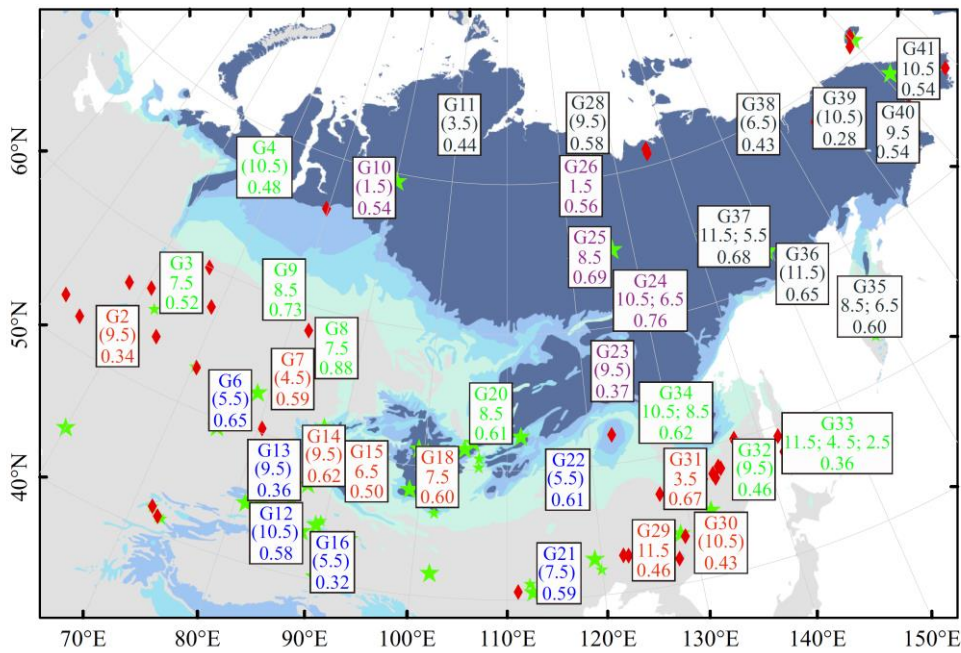 G41
10.5
0.54
G11
(3.5)
0.44
G28
(9.5)
0.58
G38
(6.5)
0.43
G39
(10.5)
0.28
G40
9.5
0.54
60°N
G4
(10.5)
0.48
G10
(1.5)
0.54
G26
1.5
0.56
G37
11.5; 5.5
0.68
G25
8.5
0.69
G36
(11.5)
0.65
G3
7.5
0.52
G9
8.5
0.73
G24
10.5; 6.5
0.76
G35
8.5; 6.5
0.60
50°N
G2
(9.5)
0.34
G8
7.5
0.88
G7
(4.5)
0.59
G23
(9.5)
0.37
G6
(5.5)
0.65
G20
8.5
0.61
G34
10.5; 8.5
0.62
G33
11.5; 4. 5; 2.5
0.36
G14
(9.5)
0.62
G13
(9.5)
0.36
G15
6.5
0.50
G18
7.5
0.60
G22
(5.5)
0.61
G31
3.5
0.67
G32
(9.5)
0.46
40°N
G12
(10.5)
0.58
G16
(5.5)
0.32
G21
(7.5)
0.59
G29
11.5
0.46
G30
(10.5)
0.43
70°E
80°E
90°E
100°E
110°E
120°E
130°E
140°E
150°E